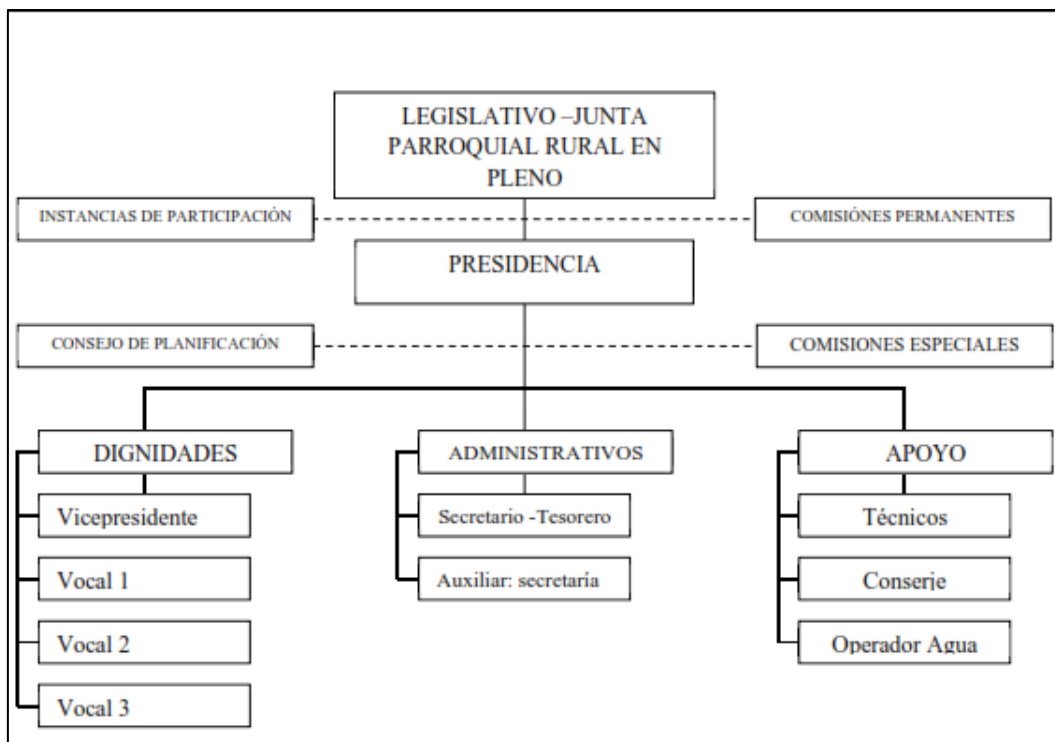 LEGISLATIVO –JUNTA
PARROQUIAL RURAL EN
PLENO
INSTANCIAS DE PARTICIPACIÓN
COMISIÓNES PERMANENTES
PRESIDENCIA
CONSEJO DE PLANIFICACIÓN
COMISIONES ESPECIALES
DIGNIDADES
ADMINISTRATIVOS
APOYO
Vicepresidente
Secretario -Tesorero
Técnicos
Vocal 1
Auxiliar: secretaría
Conserje
Vocal 2
Operador Agua
Vocal 3